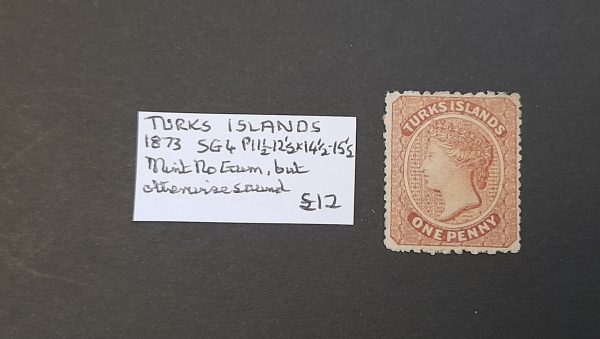 TURKS ISLANDS
1873 SG4 P11½-12½x14½-15½
Mint No Gum, but
otherwise sound
£12
TURKS ISLANDS
ONE PENNY